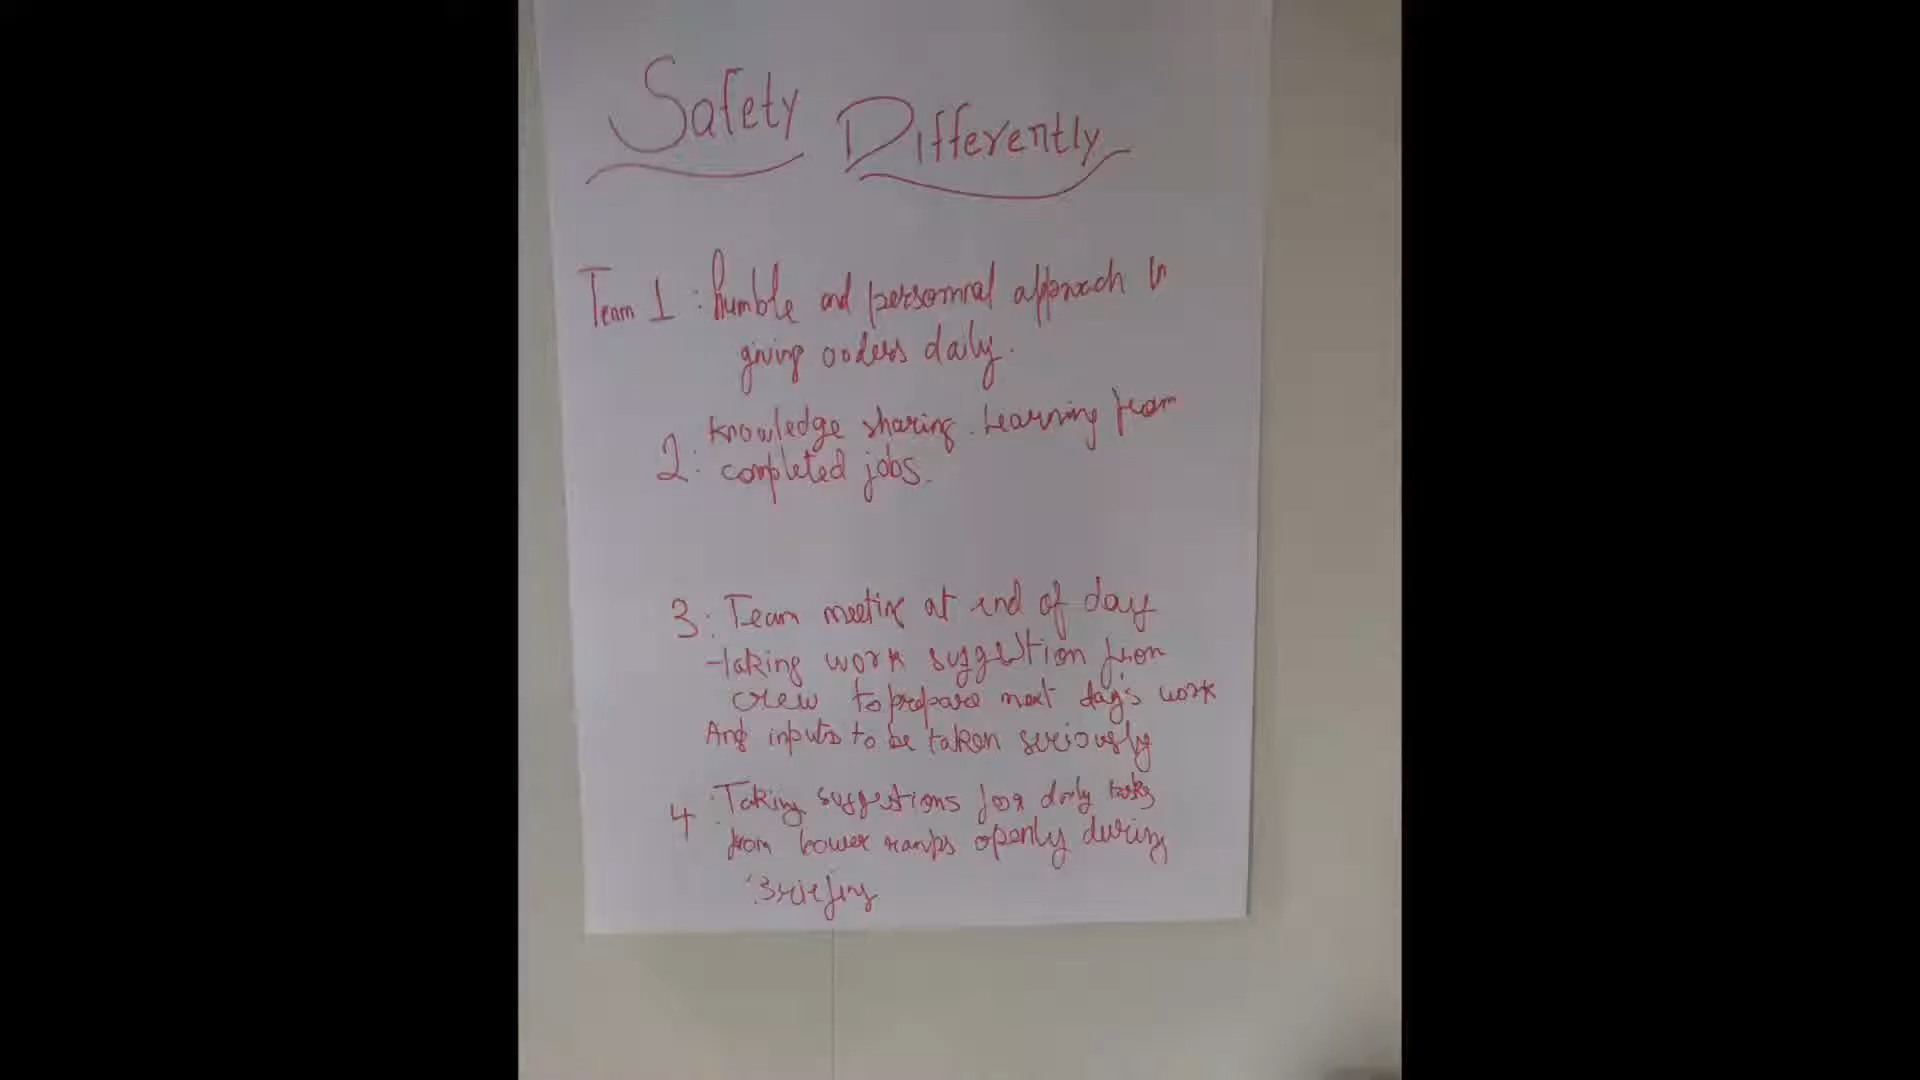 Safety Differently
Team 1: humble and personnal approach in
giving orders daily.
2: Knowledge sharing. Learning from
completed jobs.
3: Team meeting at end of day
-taking work suggestion from
crew to prepare next day's work
And inputs to be taken seriously
4: Taking suggestions for daily tasks
from lower ranks openly during
Briefing